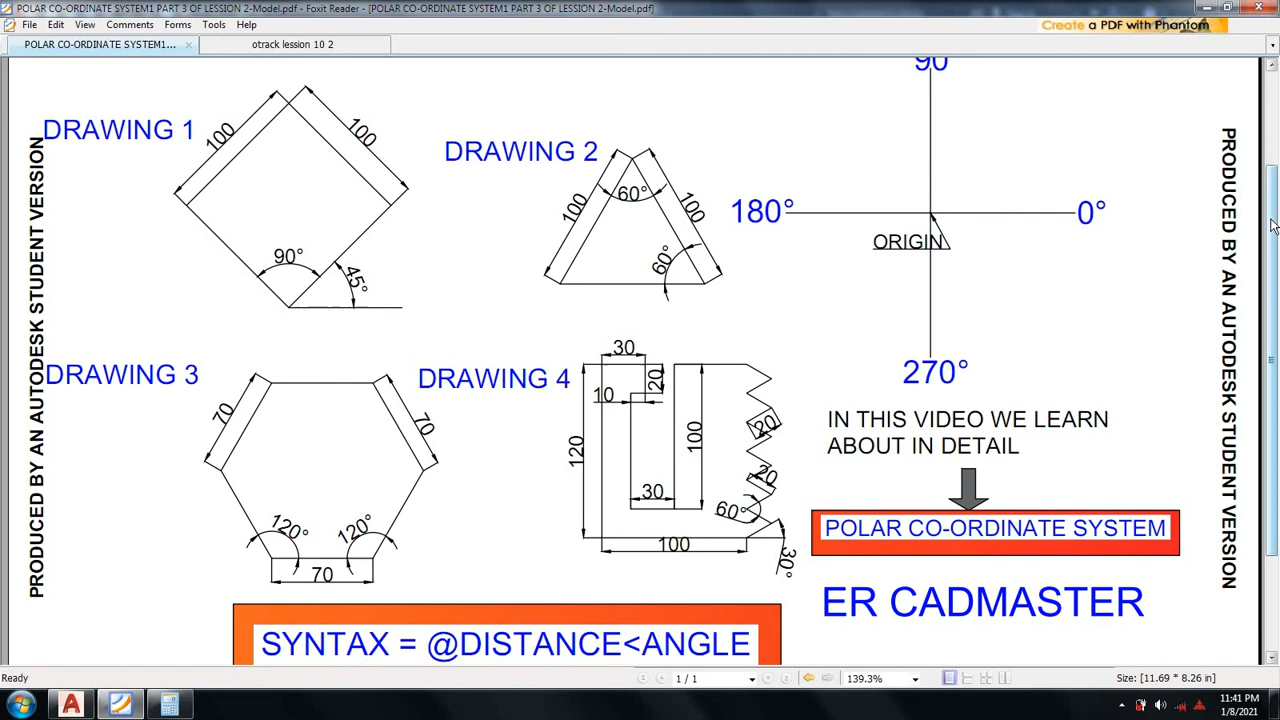 POLAR CO-ORDINATE SYSTEM1 PART 3 OF LESSION 2-Model.pdf - Foxit Reader - [POLAR CO-ORDINATE SYSTEM1 PART 3 OF LESSION 2-Model.pdf]
File Edit View Comments Forms Tools Help
Create a PDF with Phantom
POLAR CO-ORDINATE SYSTEM1... otrack lession 10 2
90
DRAWING 1
100
100
90°
45°
DRAWING 2
100
60°
100
60°
180°
0°
ORIGIN
270°
DRAWING 3
70
70
120°
120°
70
DRAWING 4
30
20
10
120
100
20
20
30
60°
100
30°
IN THIS VIDEO WE LEARN
ABOUT IN DETAIL
POLAR CO-ORDINATE SYSTEM
ER CADMASTER
SYNTAX = @DISTANCE<ANGLE
PRODUCED BY AN AUTODESK STUDENT VERSION
PRODUCED BY AN AUTODESK STUDENT VERSION
Ready
1 / 1
139.3%
Size: [11.69 * 8.26 in]
11:41 PM
1/8/2021